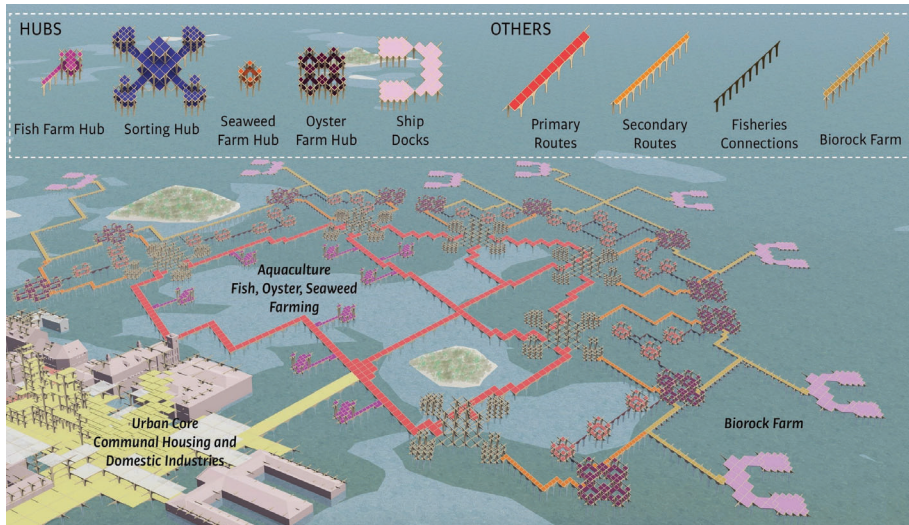 HUBS
OTHERS
Fish Farm Hub
Sorting Hub
Seaweed
Farm Hub
Oyster
Farm Hub
Ship
Docks
Primary
Routes
Secondary
Routes
Fisheries
Connections
Biorock Farm
Aquaculture
Fish, Oyster, Seaweed
Farming
Urban Core
Communal Housing and
Domestic Industries
Biorock Farm